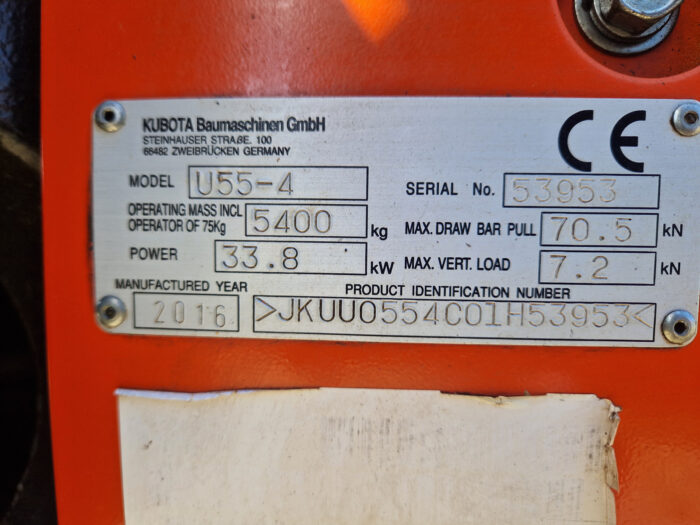 KUBOTA Baumaschinen GmbH
STEINHAUSER STRAßE. 100
66482 ZWEIBRÜCKEN GERMANY
CE
MODEL U55-4
SERIAL No. 53953
OPERATING MASS INCL
OPERATOR OF 75Kg 5400 kg
MAX. DRAW BAR PULL 70.5 kN
POWER 33.8 kW
MAX. VERT. LOAD 7.2 kN
MANUFACTURED YEAR
PRODUCT IDENTIFICATION NUMBER
2016
>JKUU0554C01H53953<